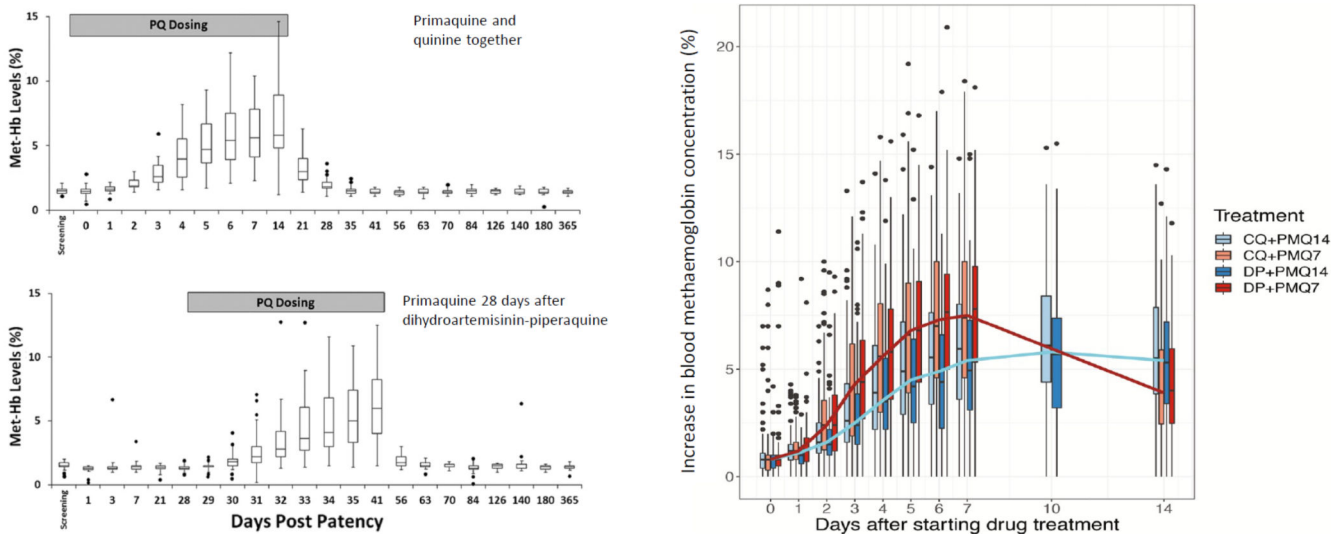 15
PQ Dosing
Primaquine and
quinine together
10
5
0
Met-Hb Levels (%)
Screening 0 1 2 3 4 5 6 7 14 21 28 35 41 56 63 70 84 126 140 180 365
15
PQ Dosing
Primaquine 28 days after
dihydroartemisinin-piperaquine
10
5
0
Met-Hb Levels (%)
Screening 1 3 7 21 28 29 30 31 32 33 34 35 41 56 63 70 84 126 140 180 365
Days Post Patency
Increase in blood methaemoglobin concentration (%)
20
15
10
5
0
0 1 2 3 4 5 6 7 10 14
Days after starting drug treatment
Treatment
CQ+PMQ14
CQ+PMQ7
DP+PMQ14
DP+PMQ7